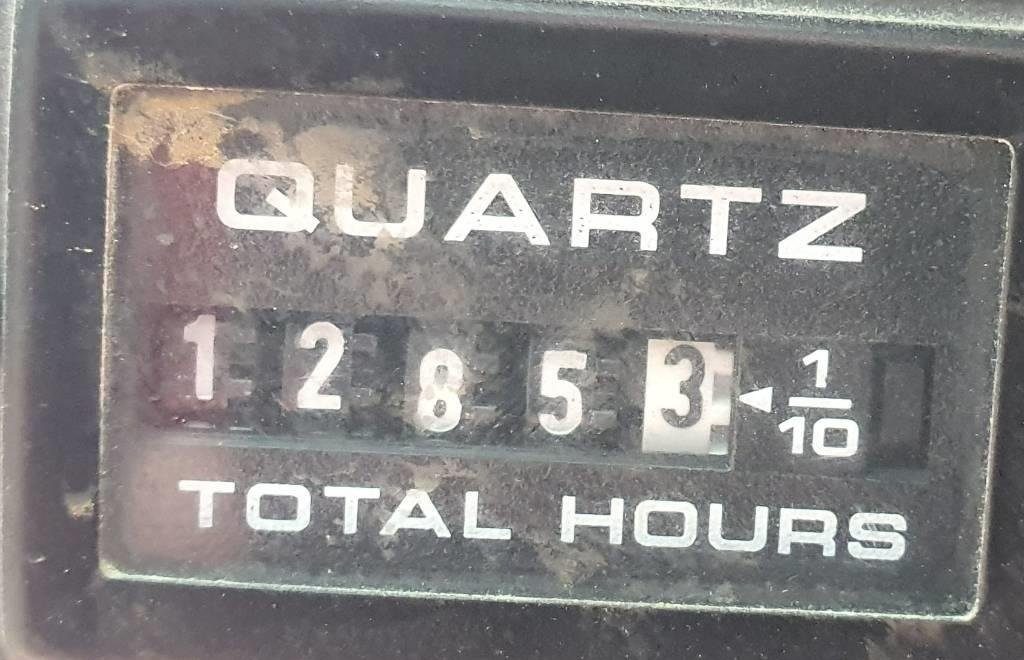 QUARTZ
12853 ◄ 1/10
TOTAL HOURS